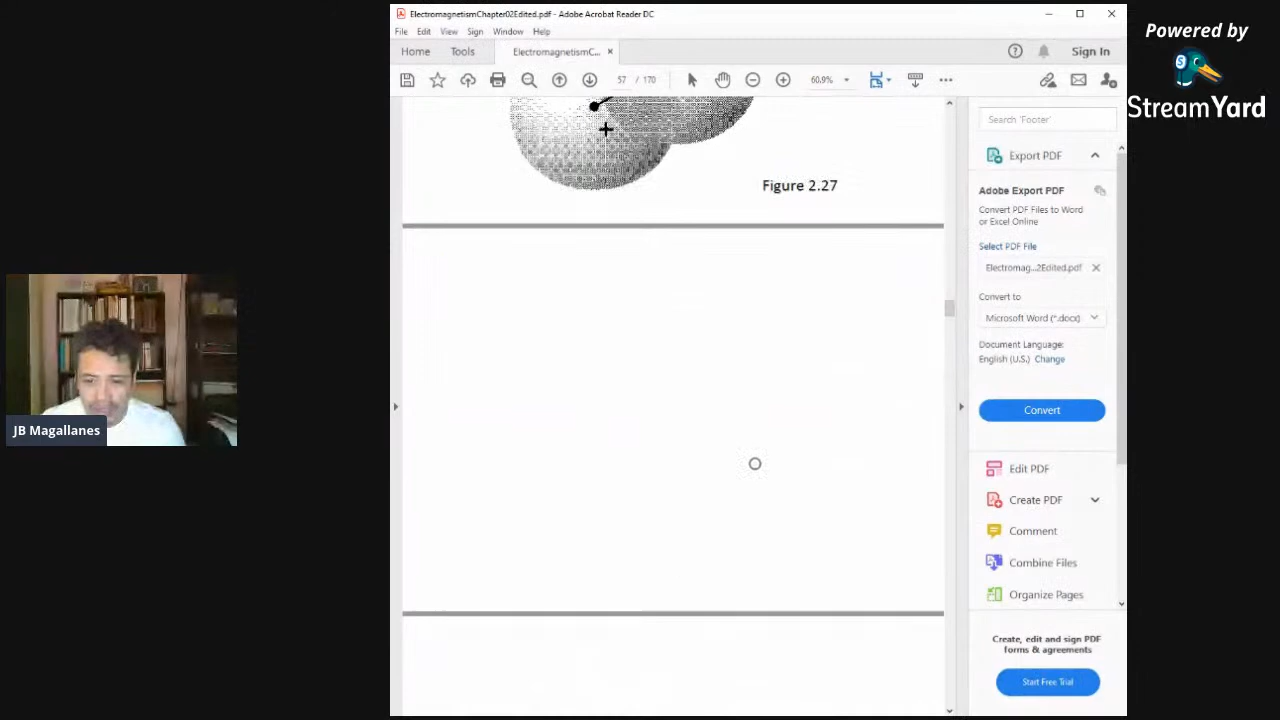 ElectromagnetismChapter02Edited.pdf - Adobe Acrobat Reader DC
File Edit View Sign Window Help
Home Tools ElectromagnetismC... × Sign In
57 / 170 60.9%
Search 'Footer'
Export PDF
Adobe Export PDF
Convert PDF Files to Word
or Excel Online
Select PDF File
Electromag...2Edited.pdf
Convert to
Microsoft Word (*.docx)
Document Language:
English (U.S.) Change
Convert
Edit PDF
Create PDF
Comment
Combine Files
Organize Pages
Create, edit and sign PDF
forms & agreements
Start Free Trial
+
Figure 2.27
JB Magallanes
Powered by
S
StreamYard